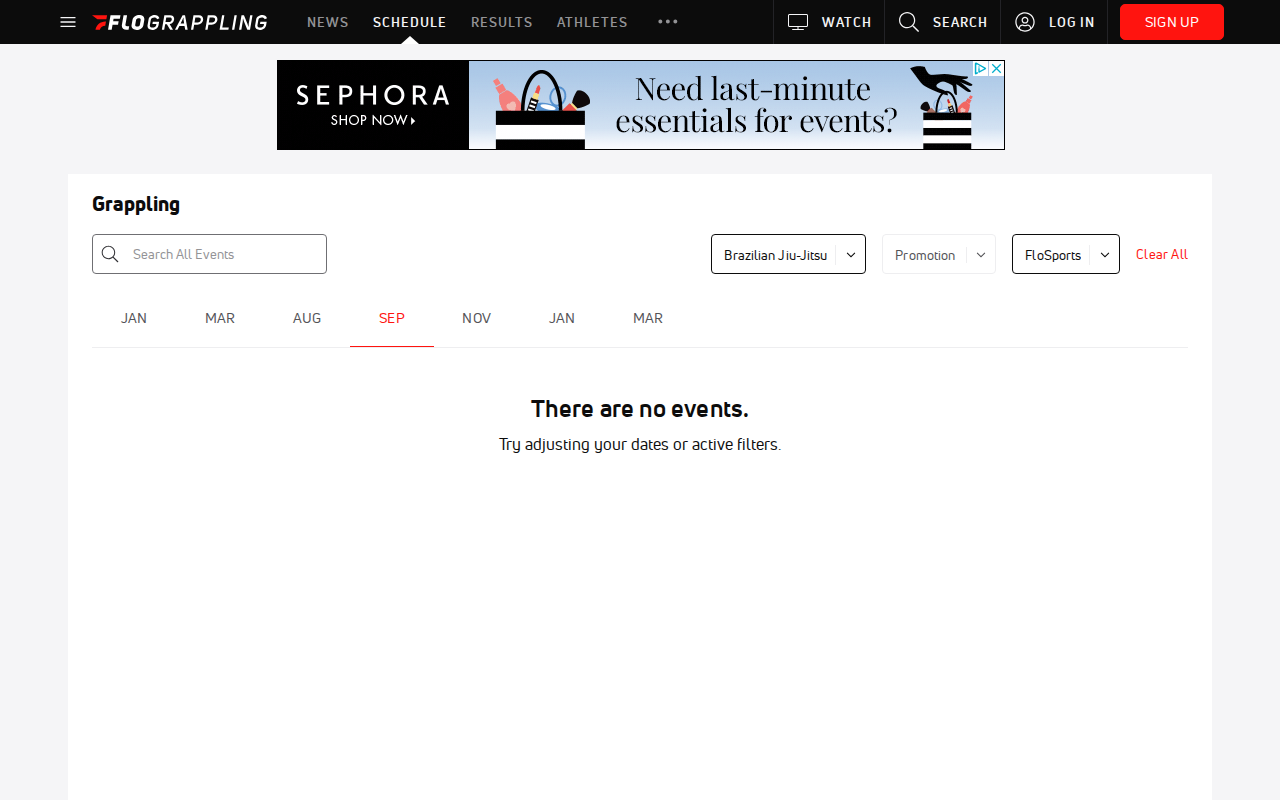 FLOGRAPPLING NEWS SCHEDULE RESULTS ATHLETES WATCH SEARCH LOG IN SIGN UP
SEPHORA
SHOP NOW
Need last-minute
essentials for events?
Grappling
Search All Events Brazilian Jiu-Jitsu Promotion FloSports Clear All
JAN MAR AUG SEP NOV JAN MAR
There are no events.
Try adjusting your dates or active filters.